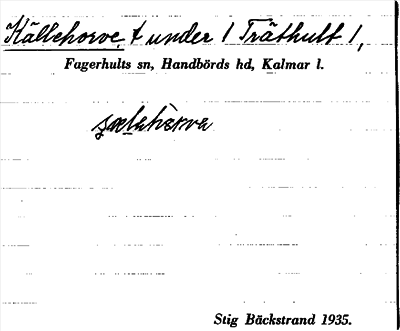 Källehorve, t under 1 Träthult 1,
Fagerhults sn, Handbörds hd, Kalmar l.
Stig Bäckstrand 1935.